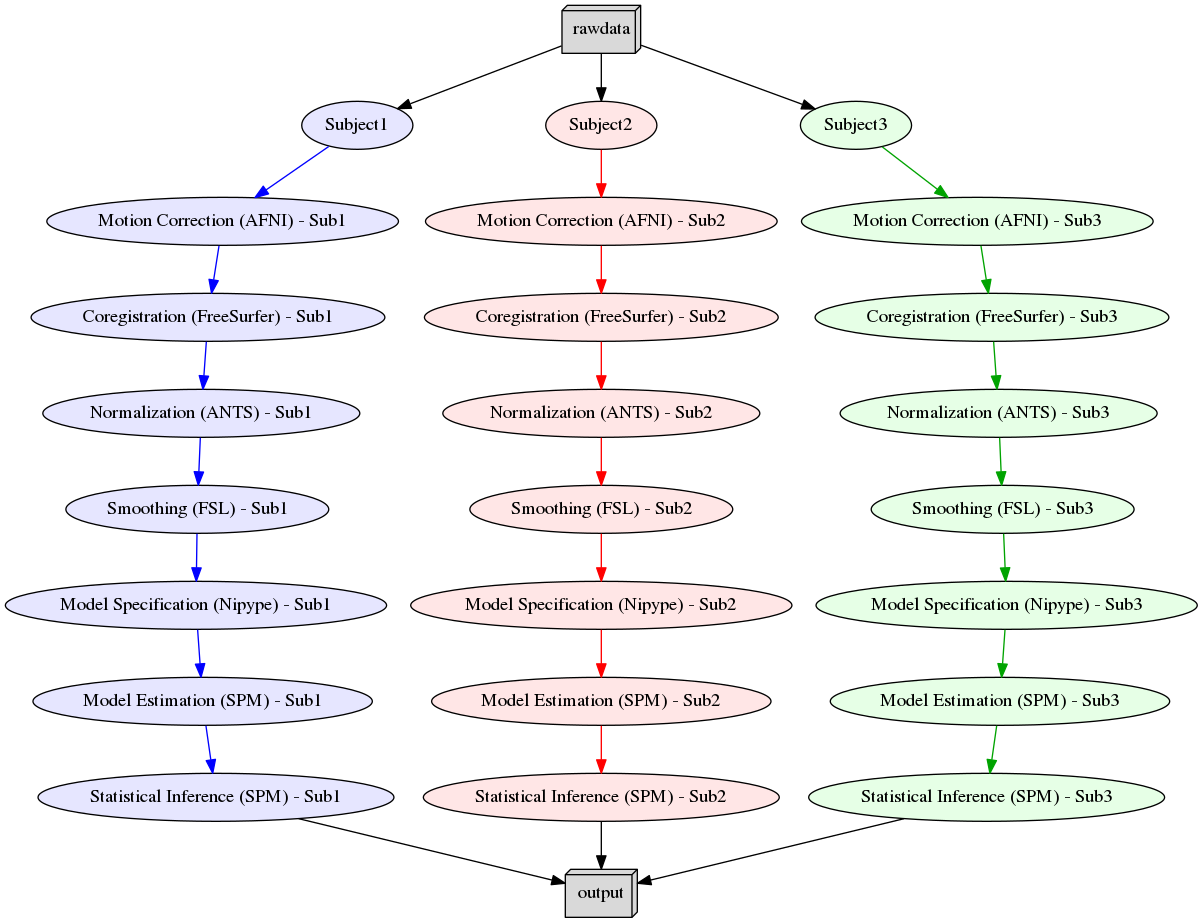 rawdata
Subject1
Subject2
Subject3
Motion Correction (AFNI) - Sub1
Motion Correction (AFNI) - Sub2
Motion Correction (AFNI) - Sub3
Coregistration (FreeSurfer) - Sub1
Coregistration (FreeSurfer) - Sub2
Coregistration (FreeSurfer) - Sub3
Normalization (ANTS) - Sub1
Normalization (ANTS) - Sub2
Normalization (ANTS) - Sub3
Smoothing (FSL) - Sub1
Smoothing (FSL) - Sub2
Smoothing (FSL) - Sub3
Model Specification (Nipype) - Sub1
Model Specification (Nipype) - Sub2
Model Specification (Nipype) - Sub3
Model Estimation (SPM) - Sub1
Model Estimation (SPM) - Sub2
Model Estimation (SPM) - Sub3
Statistical Inference (SPM) - Sub1
Statistical Inference (SPM) - Sub2
Statistical Inference (SPM) - Sub3
output